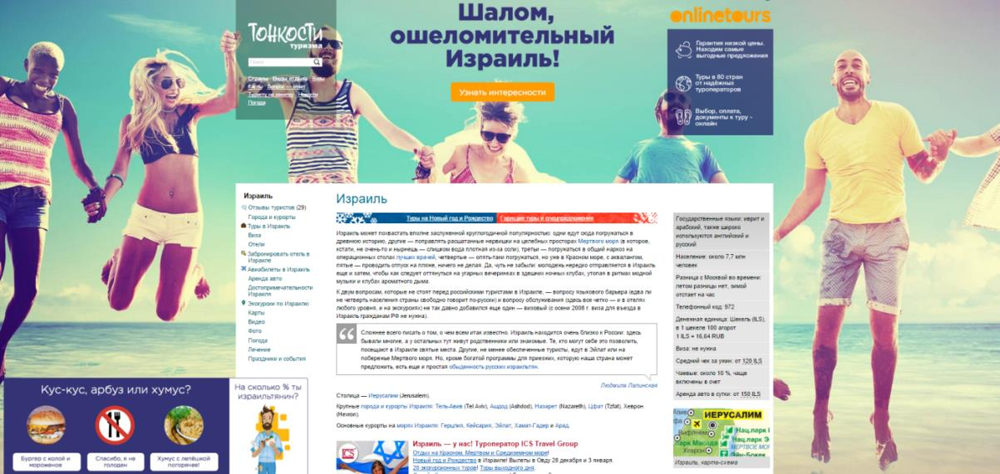 Тонкости
туризма
Поиск
Страны Виды отдыха Визы
Карты Вопрос — ответ
Туристу на заметку Новости
Погода
Шалом,
ошеломительный
Израиль!
Узнать интересности
onlinetours
Гарантия низкой цены.
Находим самые
выгодные предложения
Туры в 80 стран
от надёжных
туроператоров
Выбор, оплата,
документы к туру -
онлайн
Израиль
Отзывы туристов (29)
Города и курорты
Туры в Израиль
Виза
Отели
Забронировать отель в
Израиле
Авиабилеты в Израиль
Аренда авто
Достопримечательности
Израиля
Экскурсии по Израилю
Карты
Видео
Фото
Погода
Лечение
Праздники и события
Израиль
Туры на Новый год и Рождество Горящие туры и спецпредложения
Израиль может похвастать вполне заслуженной круглогодичной популярностью: одни едут сюда погружаться в
древнюю историю, другие — поправлять расшатанные нервишки на целебных просторах Мертвого моря (в которое,
кстати, не очень-то и нырнешь — слишком вода плотная из-за соли), третьи — погружаться в общий наркоз на
операционных столах лучших врачей, четвертые — опять-таки погружаться, но уже в Красное море, с аквалангом,
пятые — проводить отпуск на пляже, ничего не делая. Да, чуть не забыли: молодежь нередко отправляется в Израиль
еще и затем, чтобы как следует оттянуться на угарных вечеринках в здешних ночных клубах, утопая в ритмах модной
музыки и клубах ароматного дыма.
К двум вопросам, которые не стоят перед российскими туристами в Израиле, — вопросу языкового барьера (едва ли
не четверть населения страны свободно говорит по-русски) и вопросу обслуживания (здесь все четко — и в отелях
любого уровня, и на экскурсиях) не так давно добавился еще один — визовый (с осени 2008 г. виза для въезда в
Израиль гражданам РФ не нужна).
Сложнее всего писать о том, о чем всем итак известно. Израиль находится очень близко к России: здесь
бывали многие, а у остальных тут живут родственники или знакомые. Те, кто могут себе это позволить,
посещают в Израиле святые места. Другие, не менее обеспеченные туристы, едут в Эйлат или на
побережье Мертвого моря. Но, кроме богатой программы для приезжих, которую наша страна может
предложить, есть еще и простая обыденность русских израильтян.
Людмила Лапинская
Столица — Иерусалим (Jerusalem).
Крупные города и курорты Израиля: Тель-Авив (Tel Aviv), Ашдод (Ashdod), Назарет (Nazareth), Цфат (Tzfat), Хеврон
(Hevron).
Основные курорты на морях Израиля: Герцлия, Кейсария, Эйлат, Хамат-Гадер и Арад.
ICS
Израиль — у нас! Туроператор ICS Travel Group
Отдых на Красном, Мертвом и Средиземном море!
Новый год и Рождество в Израиле! Вылеты в Овду 28 декабря и 3 января.
20 экскурсионных туров! Туры выходного дня.
Государственные языки: иврит и
арабский, также широко
используются английский и
русский
Население: около 7,7 млн
человек
Разница с Москвой во времени:
летом разницы нет, зимой
отстает на час
Телефонный код: 972
Денежная единица: Шекель (ILS),
в 1 шекеле 100 агорот
1 ILS = 16,64 RUB
Виза: не нужна
Средний чек за ужин: от 120 ILS
Чаевые: около 10 %, чаще
включены в счет
Аренда авто в сутки: от 150 ILS
ИЕРУСАЛИМ
Вифлеем
Нац.парк
Парк Масада
Нац.парк Э
Хеврон
МЕРТВОЕ МО
Эйн-Бокек
Израиль, карта-схема
Кус-кус, арбуз или хумус?
Бургер с колой и
мороженое
Спасибо, я не
голоден
Хумус с лепёшкой
погорячее!
На сколько % ты
израильтянин?